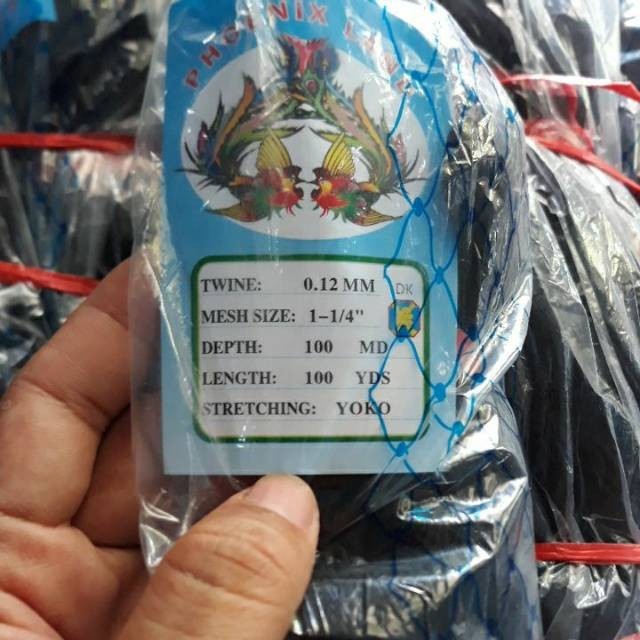 PHOENIX
TWINE: 0.12 MM DK
MESH SIZE: 1-1/4"
DEPTH: 100 MD
LENGTH: 100 YDS
STRETCHING: YOKO